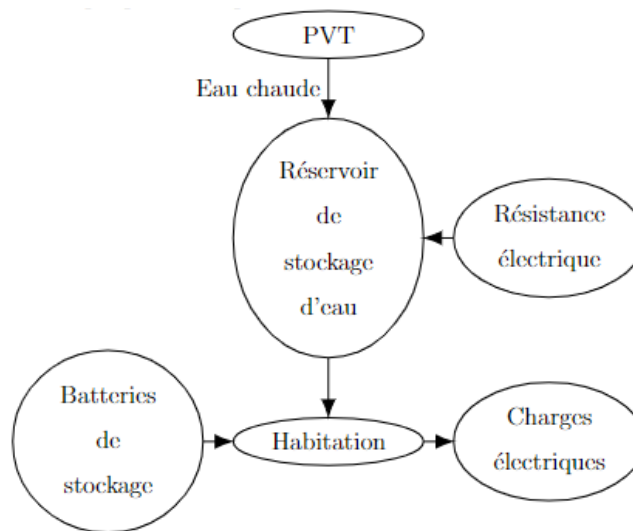 PVT
Eau chaude
Réservoir
de
stockage
d'eau
Résistance
électrique
Batteries
de
stockage
Habitation
Charges
électriques